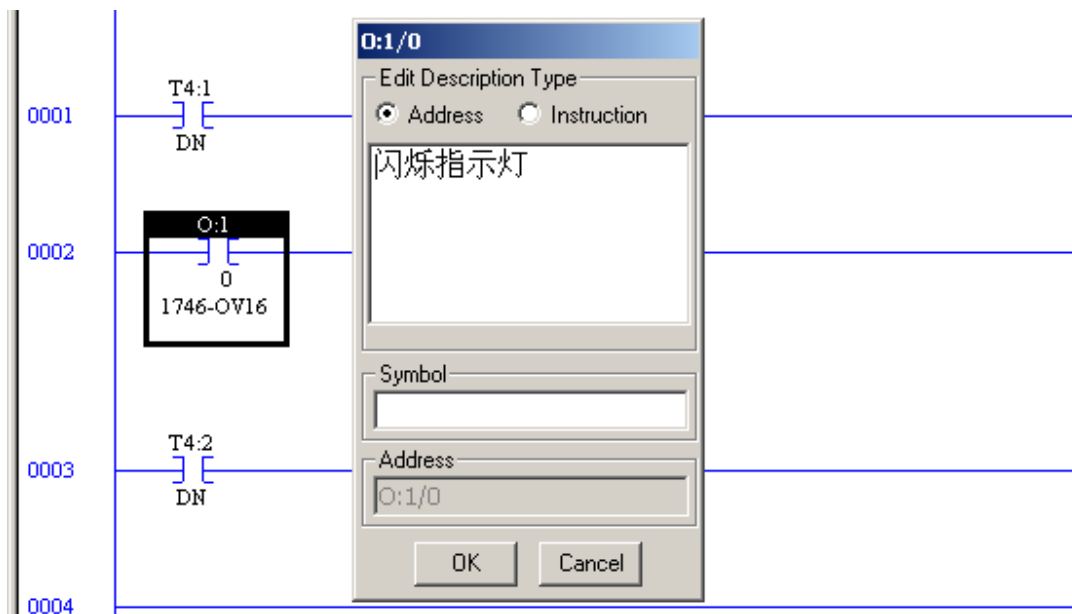 O:1/0
Edit Description Type
Address
Instruction
闪烁指示灯
Symbol
Address
O:1/0
OK
Cancel
0001
T4:1
DN
0002
O:1
0
1746-OV16
0003
T4:2
DN
0004